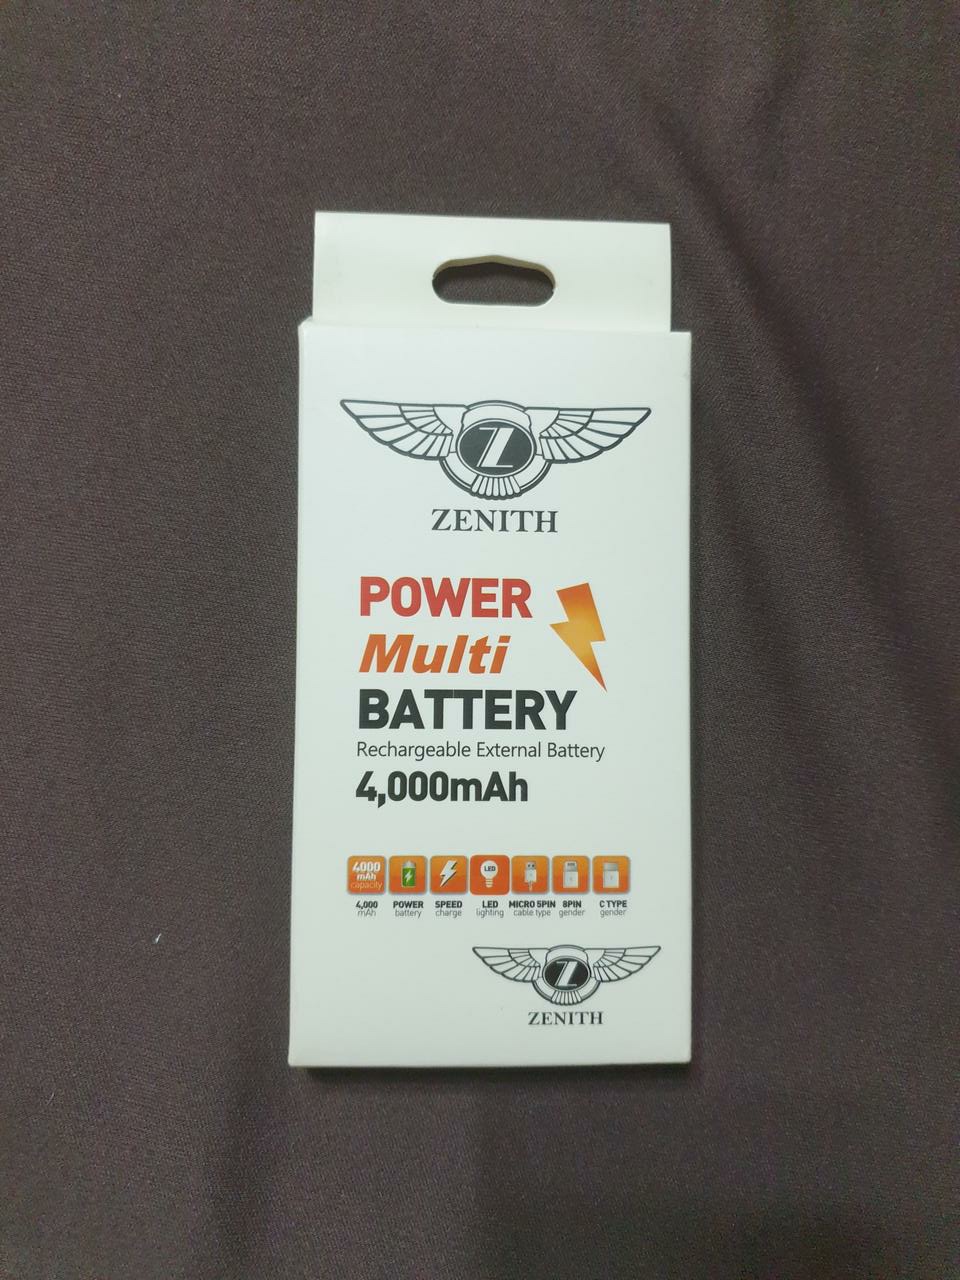 Z
ZENITH
POWER
Multi
BATTERY
Rechargeable External Battery
4,000mAh
4000 mAh capacity
LED
4,000 mAh
POWER battery
SPEED charge
LED lighting
MICRO 5PIN cable type
8PIN gender
C TYPE gender
Z
ZENITH